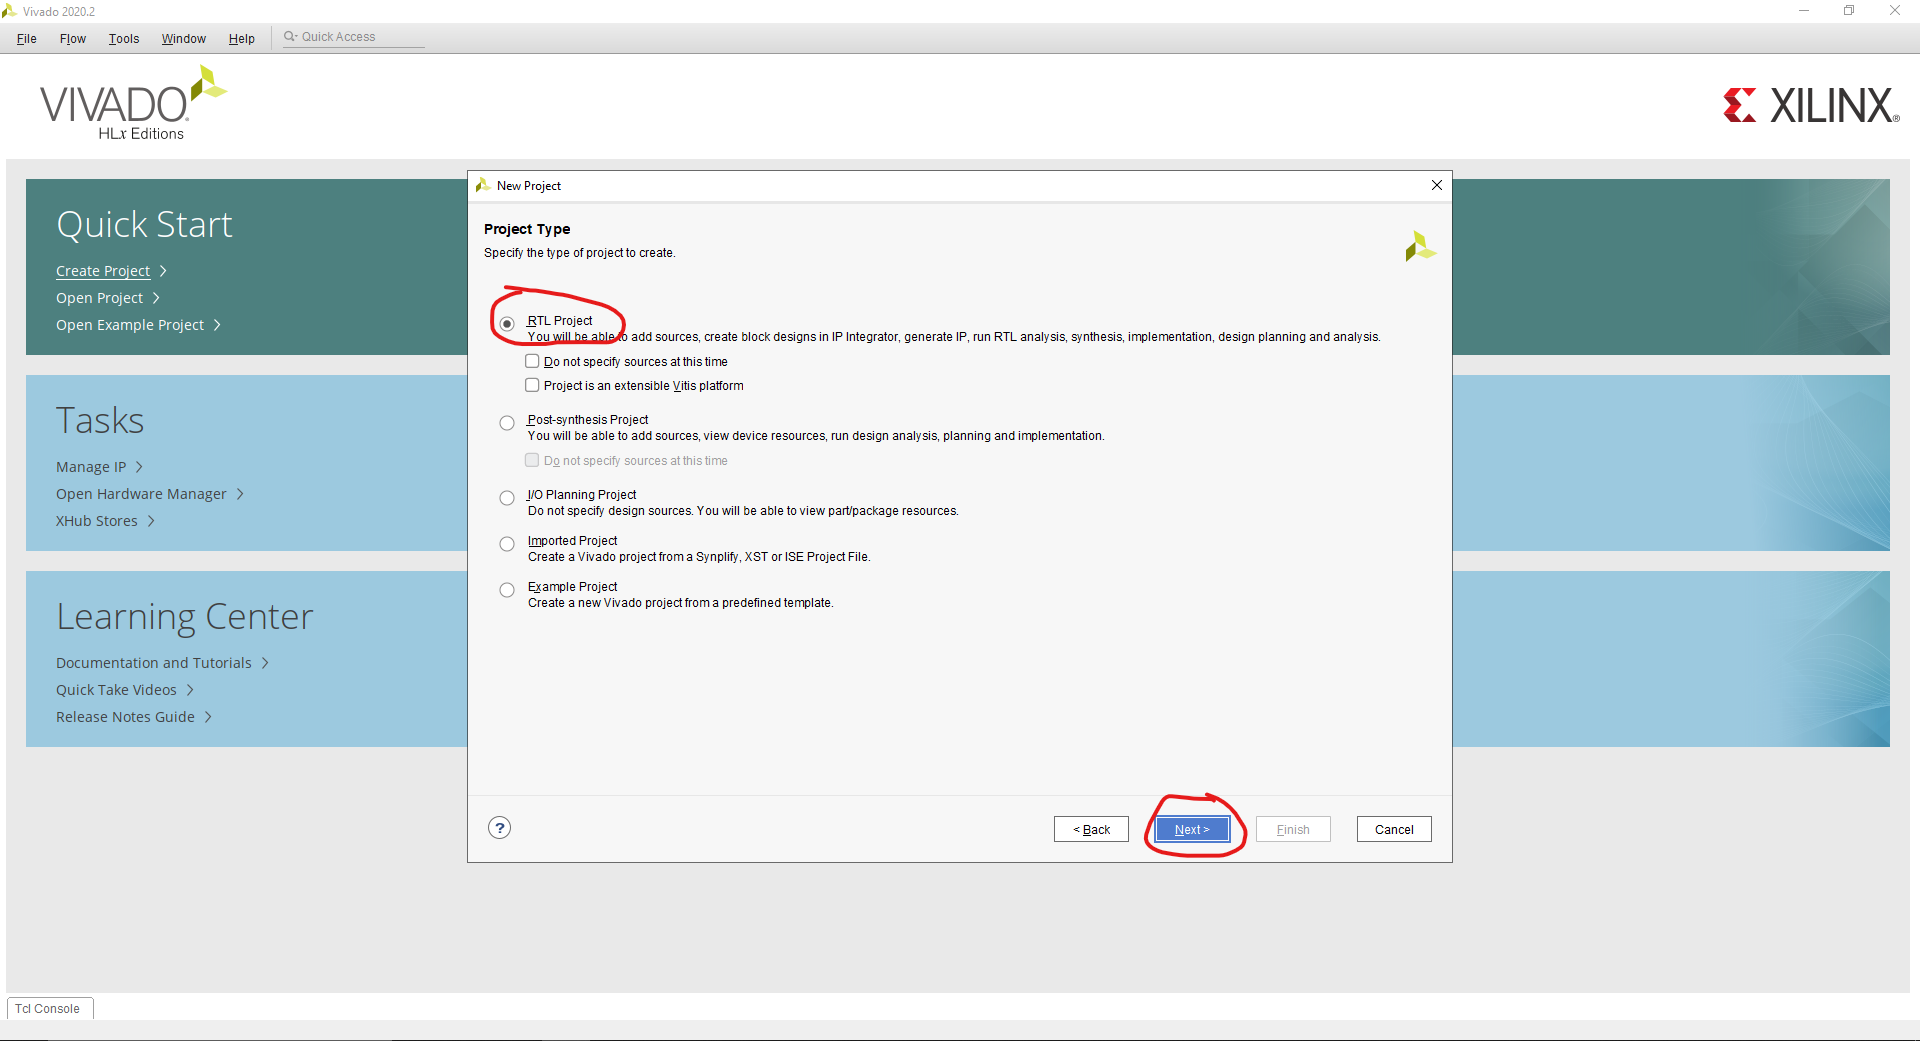 Vivado 2020.2
File Flow Tools Window Help Quick Access
VIVADO.
HLx Editions
XILINX®
Quick Start
Create Project
Open Project
Open Example Project
Tasks
Manage IP
Open Hardware Manager
XHub Stores
Learning Center
Documentation and Tutorials
Quick Take Videos
Release Notes Guide
New Project
Project Type
Specify the type of project to create.
RTL Project
You will be able to add sources, create block designs in IP Integrator, generate IP, run RTL analysis, synthesis, implementation, design planning and analysis.
Do not specify sources at this time
Project is an extensible Vitis platform
Post-synthesis Project
You will be able to add sources, view device resources, run design analysis, planning and implementation.
Do not specify sources at this time
I/O Planning Project
Do not specify design sources. You will be able to view part/package resources.
Imported Project
Create a Vivado project from a Synplify, XST or ISE Project File.
Example Project
Create a new Vivado project from a predefined template.
? < Back Next > Finish Cancel
Tcl Console